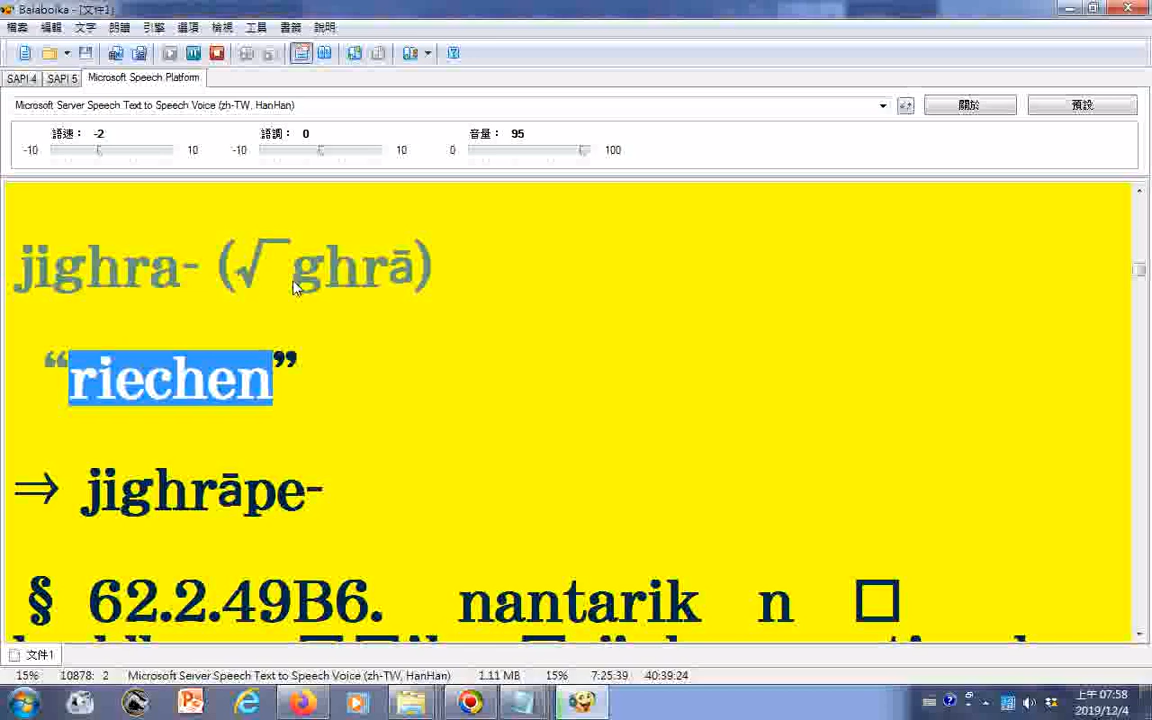 Balabolka - [文件1]
檔案 編輯 文字 朗讀 引擎 選項 檢視 工具 書籤 說明
SAPI 4 SAPI 5 Microsoft Speech Platform
Microsoft Server Speech Text to Speech Voice (zh-TW, HanHan) 關於 預設
語速： -2 語調： 0 音量： 95
-10 10 -10 10 0 100
jighra- (√ ghrā)
“riechen”
⇒ jighrāpe-
§ 62.2.49B6. nantarik n □
文件1
15% 10878: 2 Microsoft Server Speech Text to Speech Voice (zh-TW, HanHan) 1.11 MB 15% 7:25:39 40:39:24
上午 07:58
2019/12/4